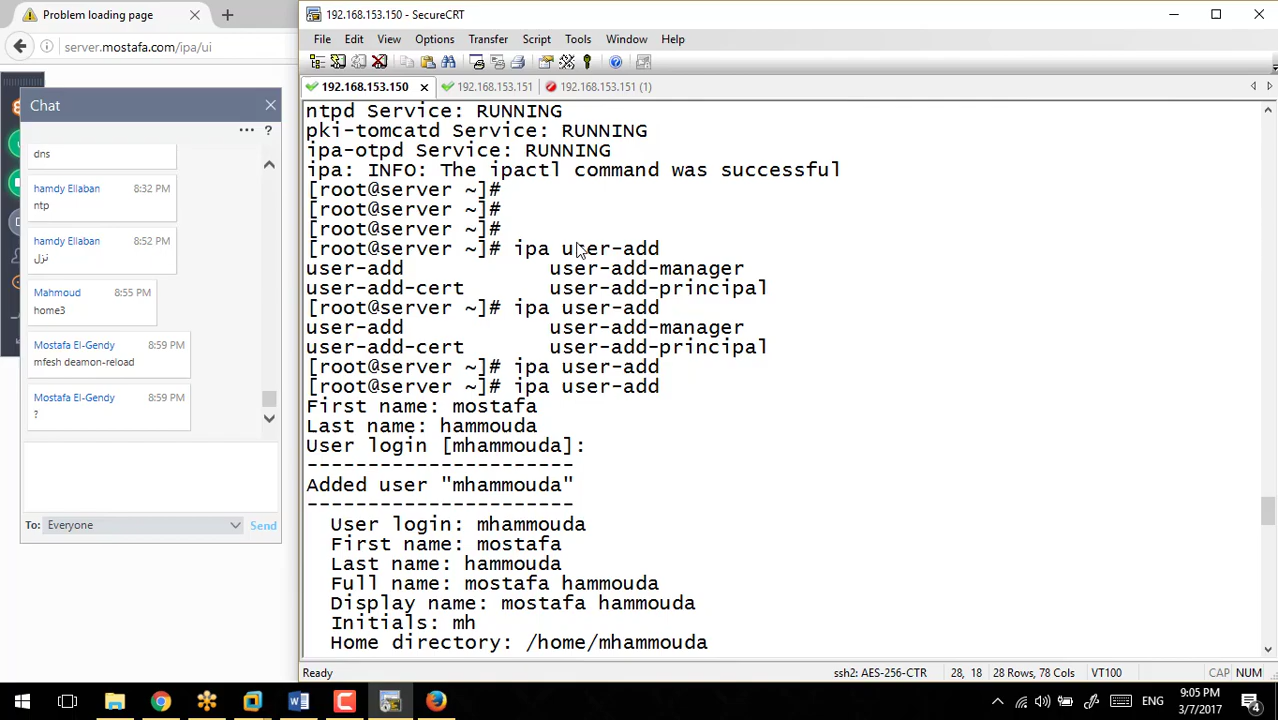 Problem loading page
server.mostafa.com/ipa/ui
Chat
dns
hamdy Ellaban 8:32 PM
ntp
hamdy Ellaban 8:52 PM
نزل
Mahmoud 8:55 PM
home3
Mostafa El-Gendy 8:59 PM
mfesh deamon-reload
Mostafa El-Gendy 8:59 PM
?
To: Everyone Send
192.168.153.150 - SecureCRT
File Edit View Options Transfer Script Tools Window Help
192.168.153.150 192.168.153.151 192.168.153.151 (1)
ntpd Service: RUNNING
pki-tomcatd Service: RUNNING
ipa-otpd Service: RUNNING
ipa: INFO: The ipactl command was successful
[root@server ~]#
[root@server ~]#
[root@server ~]#
[root@server ~]# ipa user-add
user-add user-add-manager
user-add-cert user-add-principal
[root@server ~]# ipa user-add
user-add user-add-manager
user-add-cert user-add-principal
[root@server ~]# ipa user-add
[root@server ~]# ipa user-add
First name: mostafa
Last name: hammouda
User login [mhammouda]:
----------------------
Added user "mhammouda"
----------------------
User login: mhammouda
First name: mostafa
Last name: hammouda
Full name: mostafa hammouda
Display name: mostafa hammouda
Initials: mh
Home directory: /home/mhammouda
Ready ssh2: AES-256-CTR 28, 18 28 Rows, 78 Cols VT100 CAP NUM
ENG 9:05 PM
3/7/2017 4